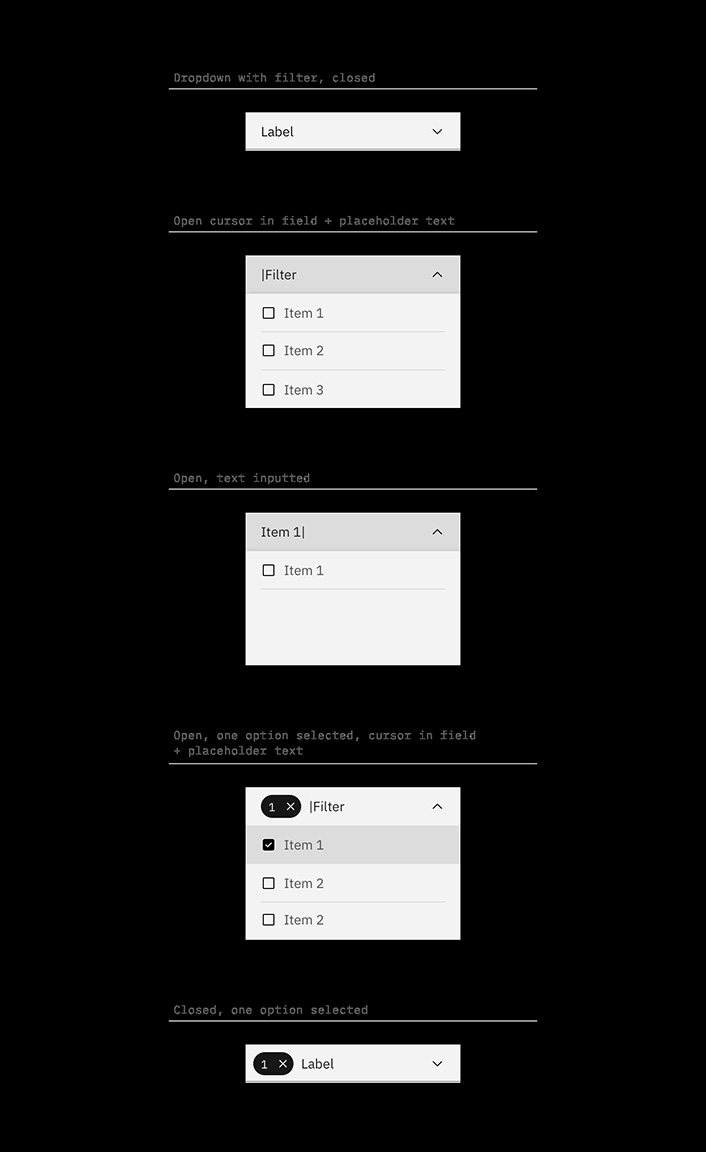 Dropdown with filter, closed
Label
Open cursor in field + placeholder text
|Filter
Item 1
Item 2
Item 3
Open, text inputted
Item 1|
Item 1
Open, one option selected, cursor in field
+ placeholder text
1 × |Filter
Item 1
Item 2
Item 2
Closed, one option selected
1 × Label